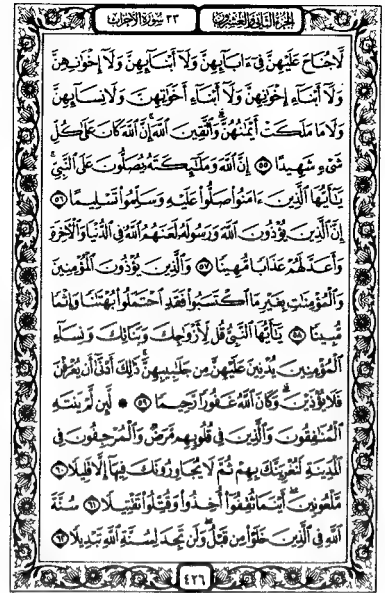 الجزء الثاني والعشرون ٣٣ سورة الأحزاب
لَّا جُنَاحَ عَلَيْهِنَّ فِىٓ ءَابَآئِهِنَّ وَلَآ أَبْنَآئِهِنَّ وَلَآ إِخْوَٰنِهِنَّ
وَلَآ أَبْنَآءِ إِخْوَٰنِهِنَّ وَلَآ أَبْنَآءِ أَخَوَٰتِهِنَّ وَلَا نِسَآئِهِنَّ
وَلَا مَا مَلَكَتْ أَيْمَٰنُهُنَّ ۗ وَٱتَّقِينَ ٱللَّهَ ۚ إِنَّ ٱللَّهَ كَانَ عَلَىٰ كُلِّ
شَىْءٍ شَهِيدًا ٥٥ إِنَّ ٱللَّهَ وَمَلَٰٓئِكَتَهُۥ يُصَلُّونَ عَلَى ٱلنَّبِىِّ ۚ
يَٰٓأَيُّهَا ٱلَّذِينَ ءَامَنُوا۟ صَلُّوا۟ عَلَيْهِ وَسَلِّمُوا۟ تَسْلِيمًا ٥٦
إِنَّ ٱلَّذِينَ يُؤْذُونَ ٱللَّهَ وَرَسُولَهُۥ لَعَنَهُمُ ٱللَّهُ فِى ٱلدُّنْيَا وَٱلْءَاخِرَةِ
وَأَعَدَّ لَهُمْ عَذَابًا مُّهِينًا ٥٧ وَٱلَّذِينَ يُؤْذُونَ ٱلْمُؤْمِنِينَ
وَٱلْمُؤْمِنَٰتِ بِغَيْرِ مَا ٱكْتَسَبُوا۟ فَقَدِ ٱحْتَمَلُوا۟ بُهْتَٰنًا وَإِثْمًا
مُّبِينًا ٥٨ يَٰٓأَيُّهَا ٱلنَّبِىُّ قُل لِّأَزْوَٰجِكَ وَبَنَاتِكَ وَنِسَآءِ
ٱلْمُؤْمِنِينَ يُدْنِينَ عَلَيْهِنَّ مِن جَلَٰبِيبِهِنَّ ۚ ذَٰلِكَ أَدْنَىٰٓ أَن يُعْرَفْنَ
فَلَا يُؤْذَيْنَ ۗ وَكَانَ ٱللَّهُ غَفُورًا رَّحِيمًا ٥٩ * لَّئِن لَّمْ يَنتَهِ
ٱلْمُنَٰفِقُونَ وَٱلَّذِينَ فِى قُلُوبِهِم مَّرَضٌ وَٱلْمُرْجِفُونَ فِى
ٱلْمَدِينَةِ لَنُغْرِيَنَّكَ بِهِمْ ثُمَّ لَا يُجَاوِرُونَكَ فِيهَآ إِلَّا قَلِيلًا ٦٠
مَّلْعُونِينَ ۖ أَيْنَمَا ثُقِفُوٓا۟ أُخِذُوا۟ وَقُتِّلُوا۟ تَقْتِيلًا ٦١ سُنَّةَ
ٱللَّهِ فِى ٱلَّذِينَ خَلَوْا۟ مِن قَبْلُ ۖ وَلَن تَجِدَ لِسُنَّةِ ٱللَّهِ تَبْدِيلًا ٦٢
٤٢٦